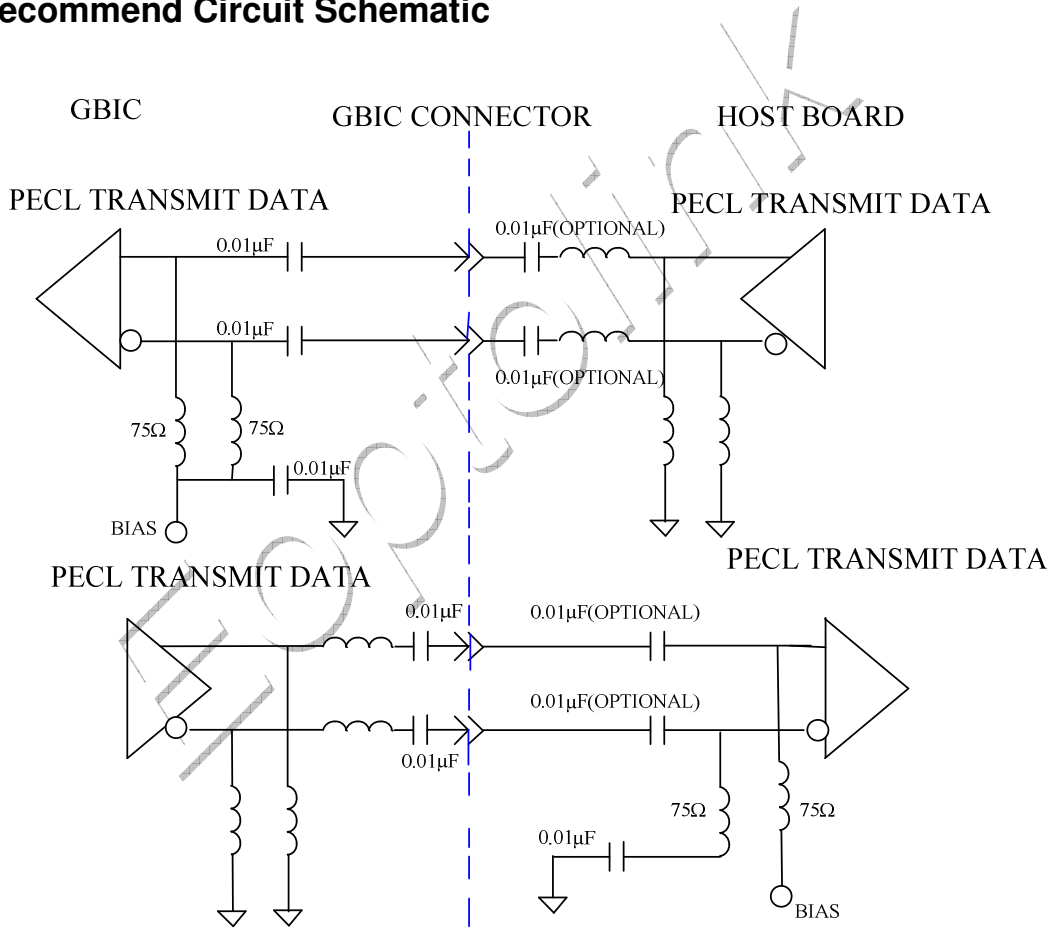 ecommend Circuit Schematic
GBIC
GBIC CONNECTOR
HOST BOARD
PECL TRANSMIT DATA
PECL TRANSMIT DATA
0.01µF
0.01µF(OPTIONAL)
0.01µF
0.01µF(OPTIONAL)
75Ω
75Ω
0.01µF
BIAS
PECL TRANSMIT DATA
PECL TRANSMIT DATA
0.01µF
0.01µF(OPTIONAL)
0.01µF(OPTIONAL)
0.01µF
75Ω
75Ω
0.01µF
BIAS
Eoptolink